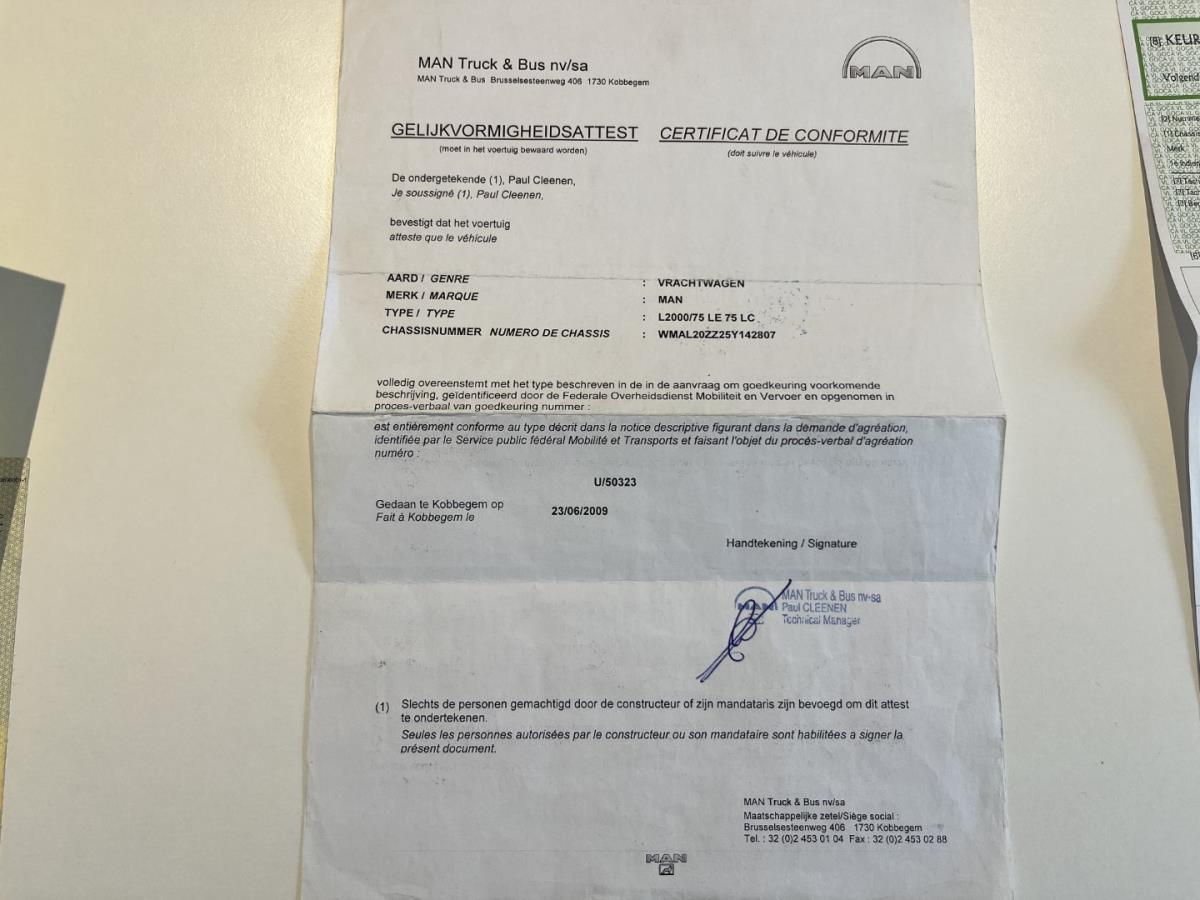 MAN Truck & Bus nv/sa
MAN Truck & Bus Brusselsesteenweg 406 1730 Kobbegem
MAN
GELIJKVORMIGHEIDSATTEST CERTIFICAT DE CONFORMITE
(moet in het voertuig bewaard worden) (doit suivre le véhicule)
De ondergetekende (1), Paul Cleenen,
Je soussigné (1), Paul Cleenen,
bevestigt dat het voertuig
atteste que le véhicule
AARD / GENRE : VRACHTWAGEN
MERK / MARQUE : MAN
TYPE / TYPE : L2000/75 LE 75 LC
CHASSISNUMMER NUMERO DE CHASSIS : WMAL20ZZ25Y142807
volledig overeenstemt met het type beschreven in de in de aanvraag om goedkeuring voorkomende
beschrijving, geïdentificeerd door de Federale Overheidsdienst Mobiliteit en Vervoer en opgenomen in
proces-verbaal van goedkeuring nummer :
est entièrement conforme au type décrit dans la notice descriptive figurant dans la demande d'agréation,
identifiée par le Service public fédéral Mobilité et Transports et faisant l'objet du procès-verbal d'agréation
numéro :
U/50323
Gedaan te Kobbegem op
Fait à Kobbegem le 23/06/2009
Handtekening / Signature
MAN
MAN Truck & Bus nv-sa
Paul CLEENEN
Technical Manager
(1) Slechts de personen gemachtigd door de constructeur of zijn mandataris zijn bevoegd om dit attest
te ondertekenen.
Seules les personnes autorisées par le constructeur ou son mandataire sont habilitées a signer la
présent document.
MAN Truck & Bus nv/sa
Maatschappelijke zetel/Siège social :
Brusselsesteenweg 406 1730 Kobbegem
Tel. : 32 (0)2 453 01 04 Fax : 32 (0)2 453 02 88
MAN
[8] KEUR
Volgend
Merk